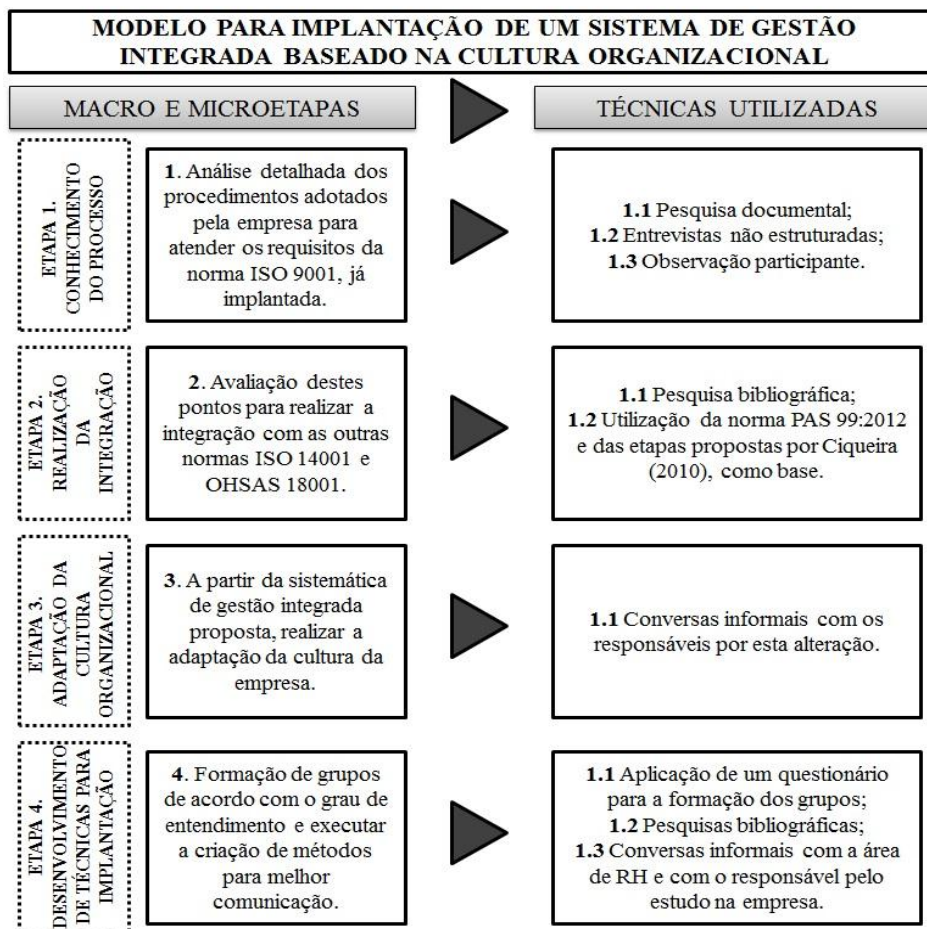 MODELO PARA IMPLANTAÇÃO DE UM SISTEMA DE GESTÃO
INTEGRADA BASEADO NA CULTURA ORGANIZACIONAL
MACRO E MICROETAPAS
TÉCNICAS UTILIZADAS
ETAPA 1.
CONHECIMENTO
DO PROCESSO
1. Análise detalhada dos
procedimentos adotados
pela empresa para
atender os requisitos da
norma ISO 9001, já
implantada.
1.1 Pesquisa documental;
1.2 Entrevistas não estruturadas;
1.3 Observação participante.
ETAPA 2.
REALIZAÇÃO
DA
INTEGRAÇÃO
2. Avaliação destes
pontos para realizar a
integração com as outras
normas ISO 14001 e
OHSAS 18001.
1.1 Pesquisa bibliográfica;
1.2 Utilização da norma PAS 99:2012
e das etapas propostas por Ciqueira
(2010), como base.
ETAPA 3.
ADAPTAÇÃO DA
CULTURA
ORGANIZACIONAL
3. A partir da sistemática
de gestão integrada
proposta, realizar a
adaptação da cultura da
empresa.
1.1 Conversas informais com os
responsáveis por esta alteração.
ETAPA 4.
DESENVOLVIMENTO
DE TÉCNICAS PARA
IMPLANTAÇÃO
4. Formação de grupos
de acordo com o grau de
entendimento e executar
a criação de métodos
para melhor
comunicação.
1.1 Aplicação de um questionário
para a formação dos grupos;
1.2 Pesquisas bibliográficas;
1.3 Conversas informais com a área
de RH e com o responsável pelo
estudo na empresa.